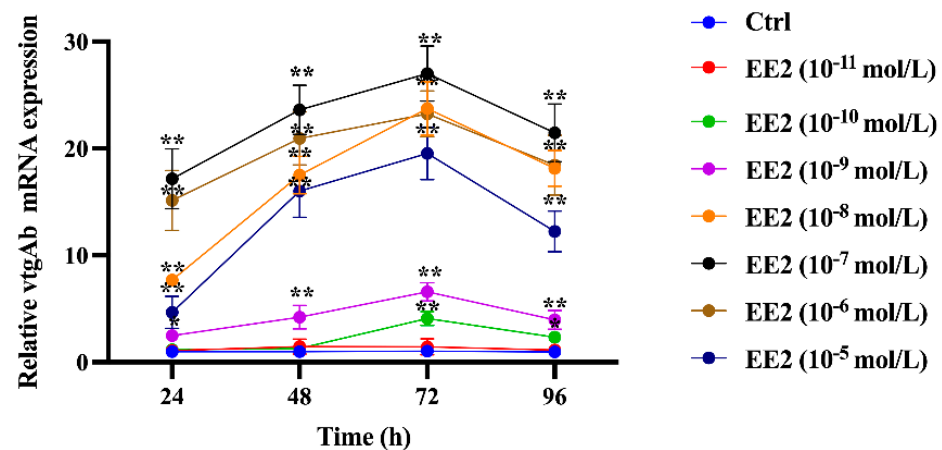 Relative vtgAb mRNA expression
30
20
10
0
24
48
72
96
Time (h)
**
**
**
**
*
**
**
**
**
**
**
**
**
**
**
**
**
**
**
*
Ctrl
EE2 (10⁻¹¹ mol/L)
EE2 (10⁻¹⁰ mol/L)
EE2 (10⁻⁹ mol/L)
EE2 (10⁻⁸ mol/L)
EE2 (10⁻⁷ mol/L)
EE2 (10⁻⁶ mol/L)
EE2 (10⁻⁵ mol/L)